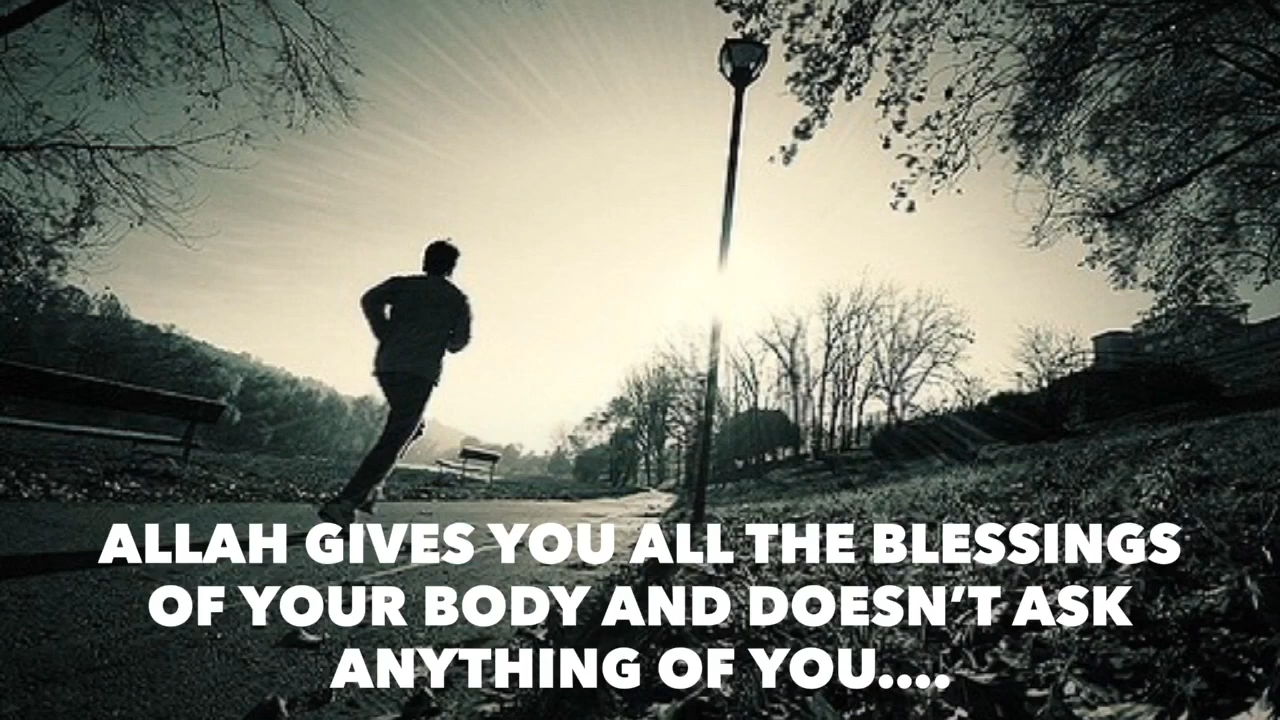 ALLAH GIVES YOU ALL THE BLESSINGS
OF YOUR BODY AND DOESN’T ASK
ANYTHING OF YOU....